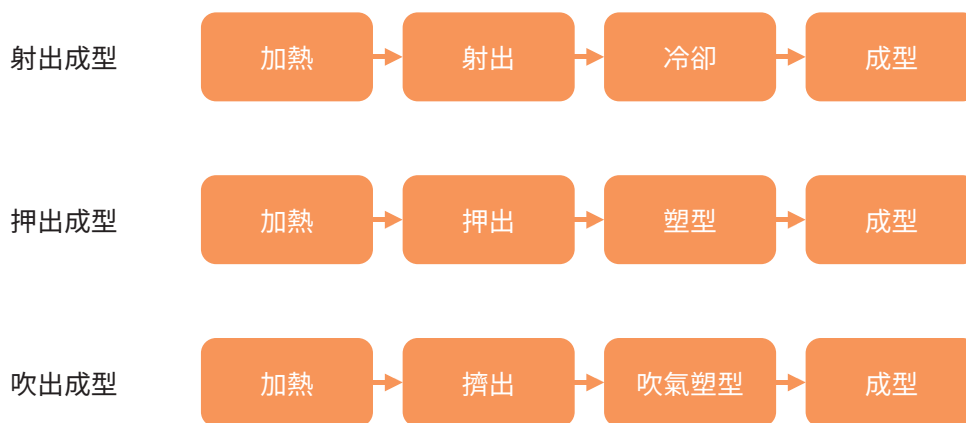 射出成型 加熱 射出 冷卻 成型
押出成型 加熱 押出 塑型 成型
吹出成型 加熱 擠出 吹氣塑型 成型